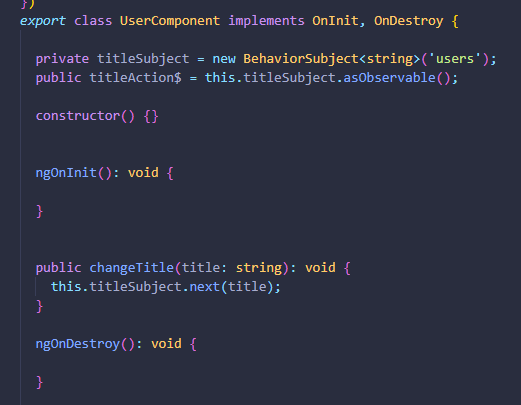 })
export class UserComponent implements OnInit, OnDestroy {
private titleSubject = new BehaviorSubject<string>('users');
public titleAction$ = this.titleSubject.asObservable();
constructor() {}
ngOnInit(): void {
}
public changeTitle(title: string): void {
this.titleSubject.next(title);
}
ngOnDestroy(): void {
}